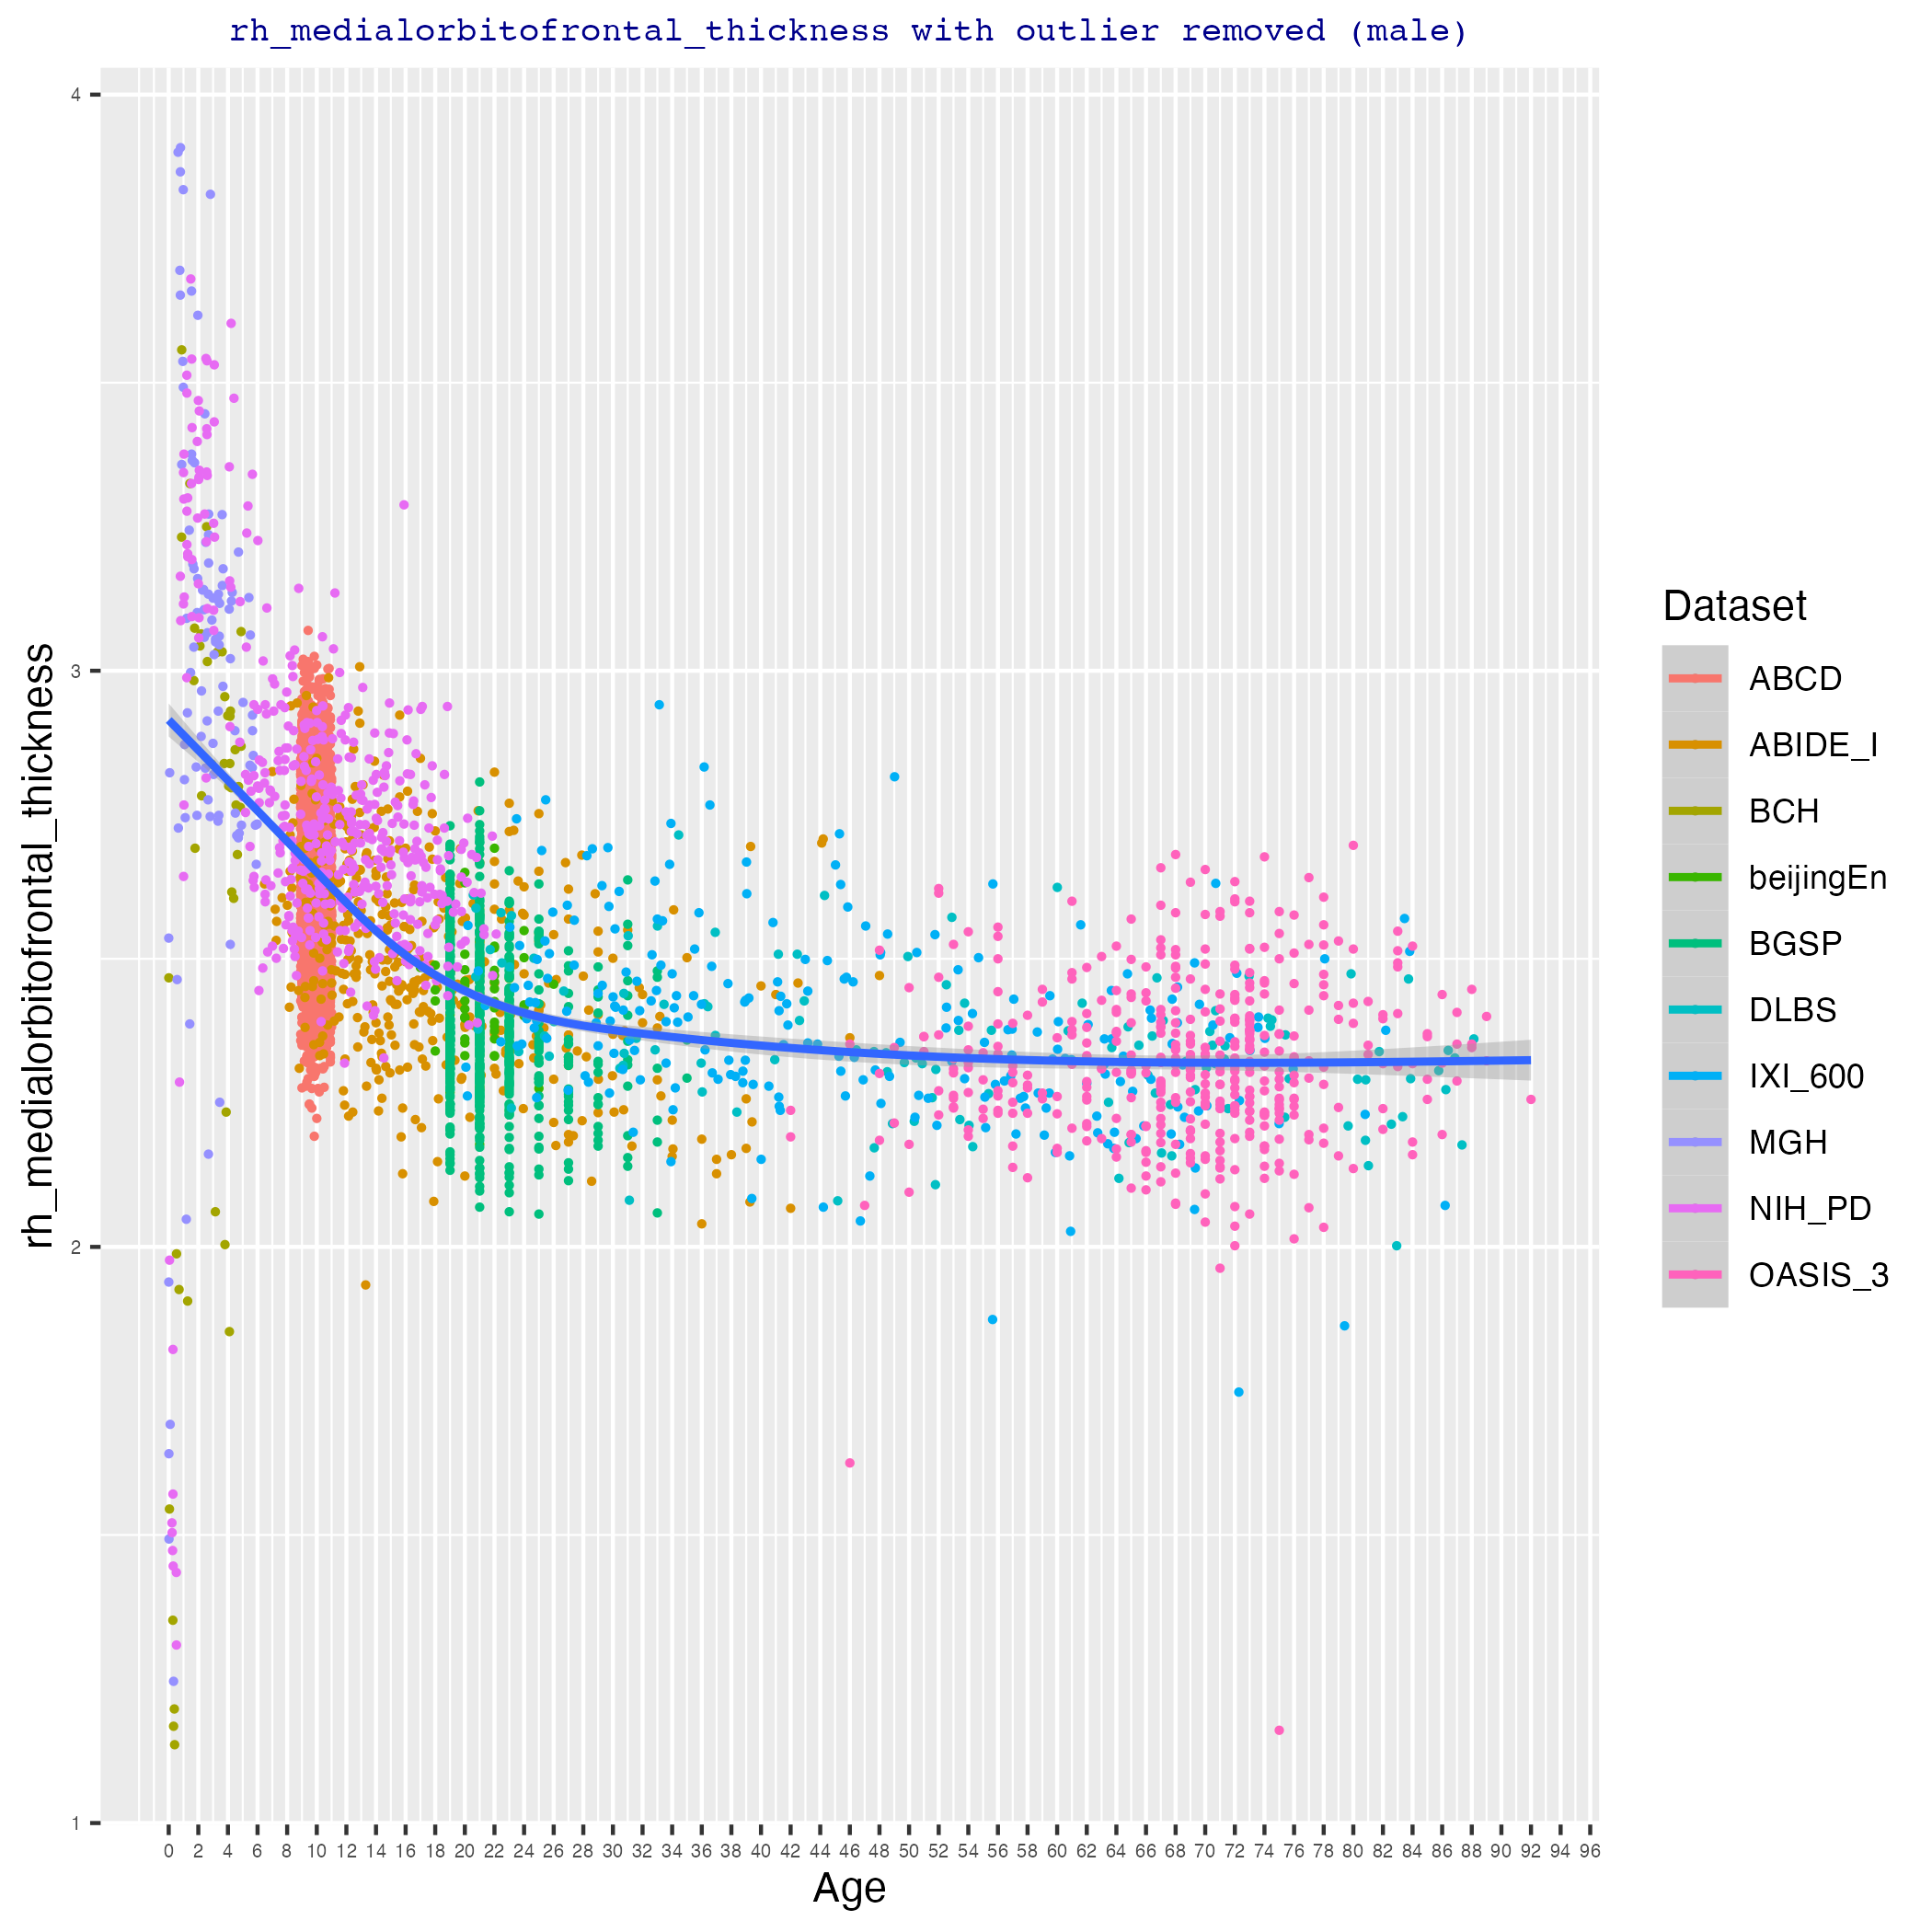 rh_medialorbitofrontal_thickness with outlier removed (male)
4
3
2
1
rh_medialorbitofrontal_thickness
0 2 4 6 8 10 12 14 16 18 20 22 24 26 28 30 32 34 36 38 40 42 44 46 48 50 52 54 56 58 60 62 64 66 68 70 72 74 76 78 80 82 84 86 88 90 92 94 96
Age
Dataset
ABCD
ABIDE_I
BCH
beijingEn
BGSP
DLBS
IXI_600
MGH
NIH_PD
OASIS_3